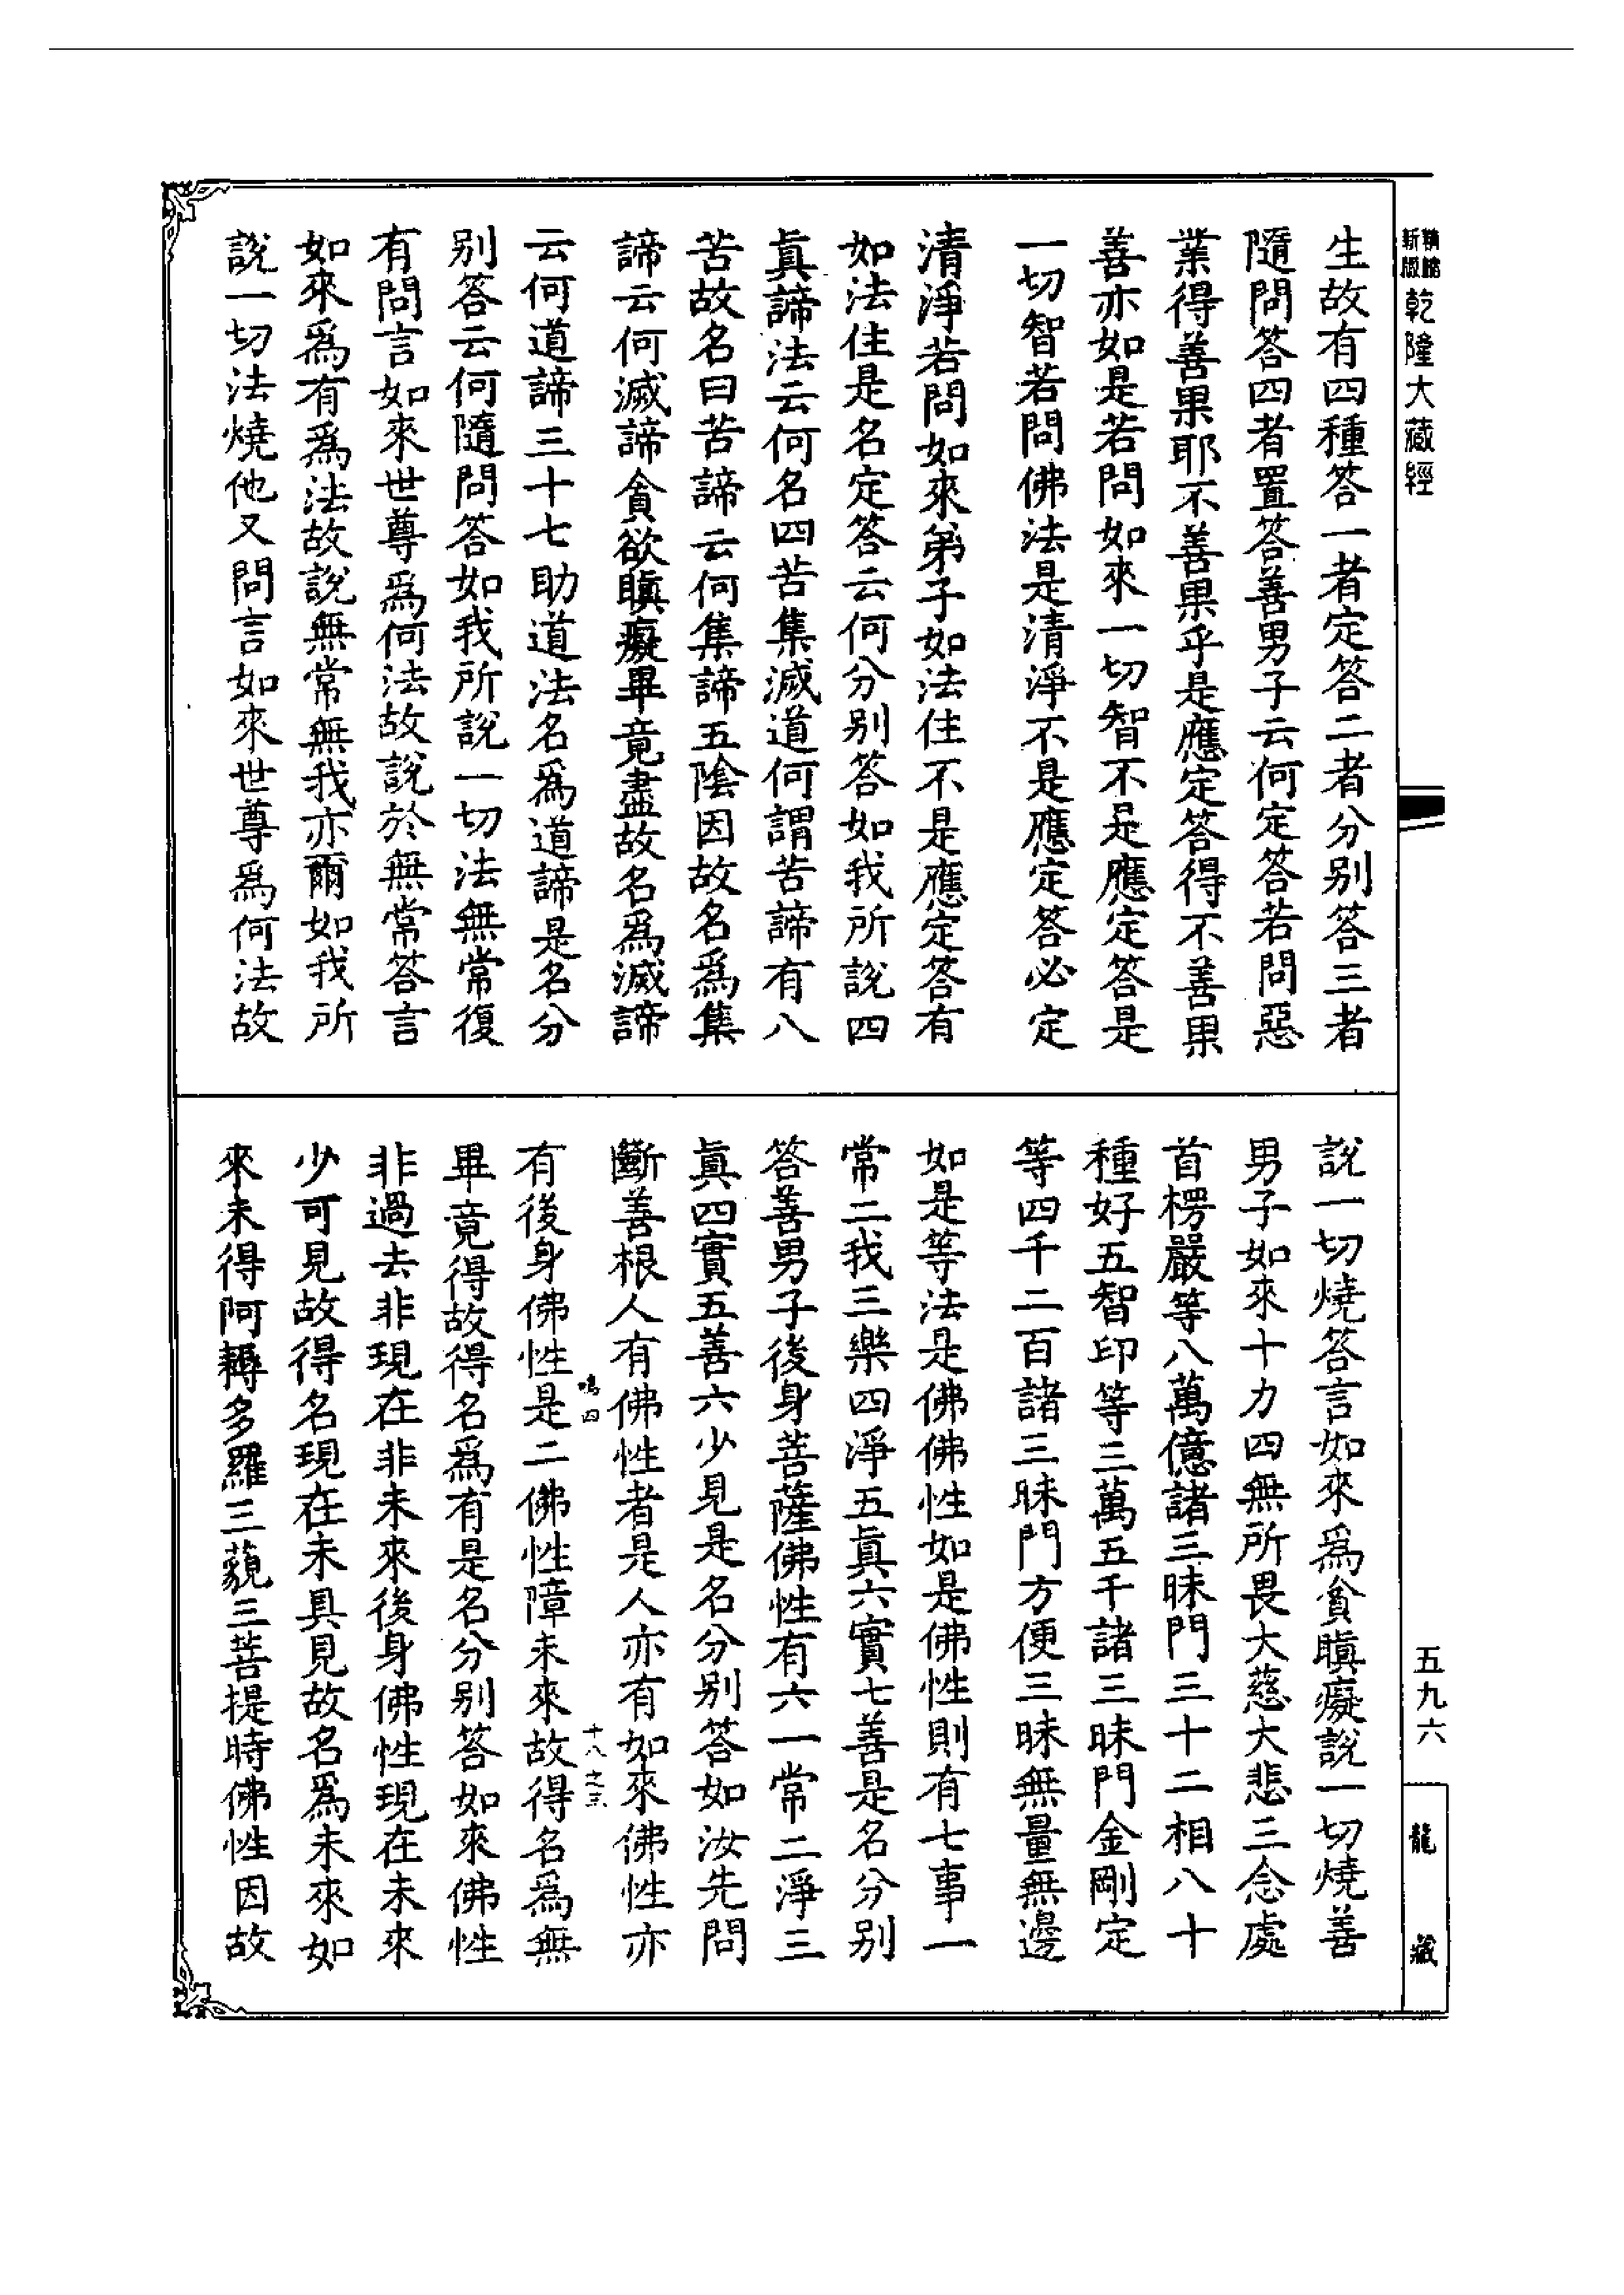 新版
乾隆大藏經
生故有四種答一者定答二者分別答三者
隨問答四者置答善男子云何定答若問惡
業得善果耶不善果乎是應定答得不善果
善亦如是若問如來一切智不是應定答是
一切智若問佛法是清淨不是應定答必定
清淨若問如來弟子如法住不是應定答有
如法住是名定答云何分別答如我所說四
眞諦法云何名四苦集滅道何謂苦諦有八
苦故名曰苦諦云何集諦五陰因故名爲集
諦云何滅諦貪欲瞋癡畢竟盡故名爲滅諦
云何道諦三十七助道法名爲道諦是名分
別答云何隨問答如我所說一切法無常復
有問言如來世尊爲何法故說於無常答言
如來爲有爲法故說無常無我亦爾如我所
說一切法燒他又問言如來世尊爲何法故
說一切燒答言如來爲貪瞋癡說一切燒善
男子如來十力四無所畏大慈大悲三念處
首楞嚴等八萬億諸三昧門三十二相八十
種好五智印等三萬五千諸三昧門金剛定
等四千二百諸三昧門方便三昧無量無邊
如是等法是佛佛性如是佛性則有七事一
常二我三樂四淨五眞六實七善是名分別
答善男子後身菩薩佛性有六一常二淨三
眞四實五善六少見是名分別答如汝先問
斷善根人有佛性者是人亦有如來佛性亦
鳴四
十八之三
有後身佛性是二佛性障未來故得名爲無
畢竟得故得名爲有是名分別答如來佛性
非過去非現在非未來後身佛性現在未來
少可見故得名現在未具見故名爲未來如
來未得阿耨多羅三藐三菩提時佛性因故
五九六
龍藏